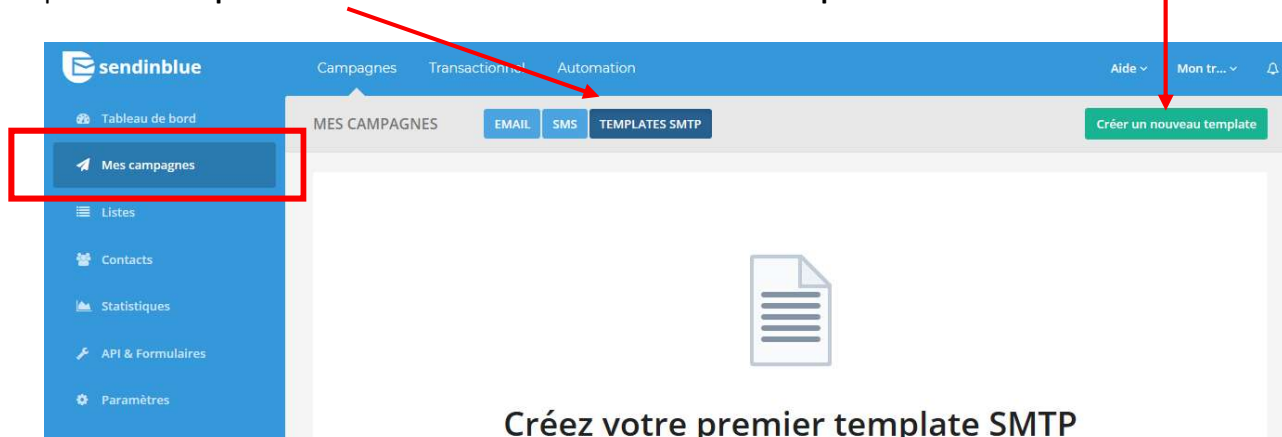 sendinblue
Campagnes Transactionnel Automation
Aide Mon tr...
Tableau de bord
MES CAMPAGNES EMAIL SMS TEMPLATES SMTP
Créer un nouveau template
Mes campagnes
Listes
Contacts
Statistiques
API & Formulaires
Paramètres
Créez votre premier template SMTP